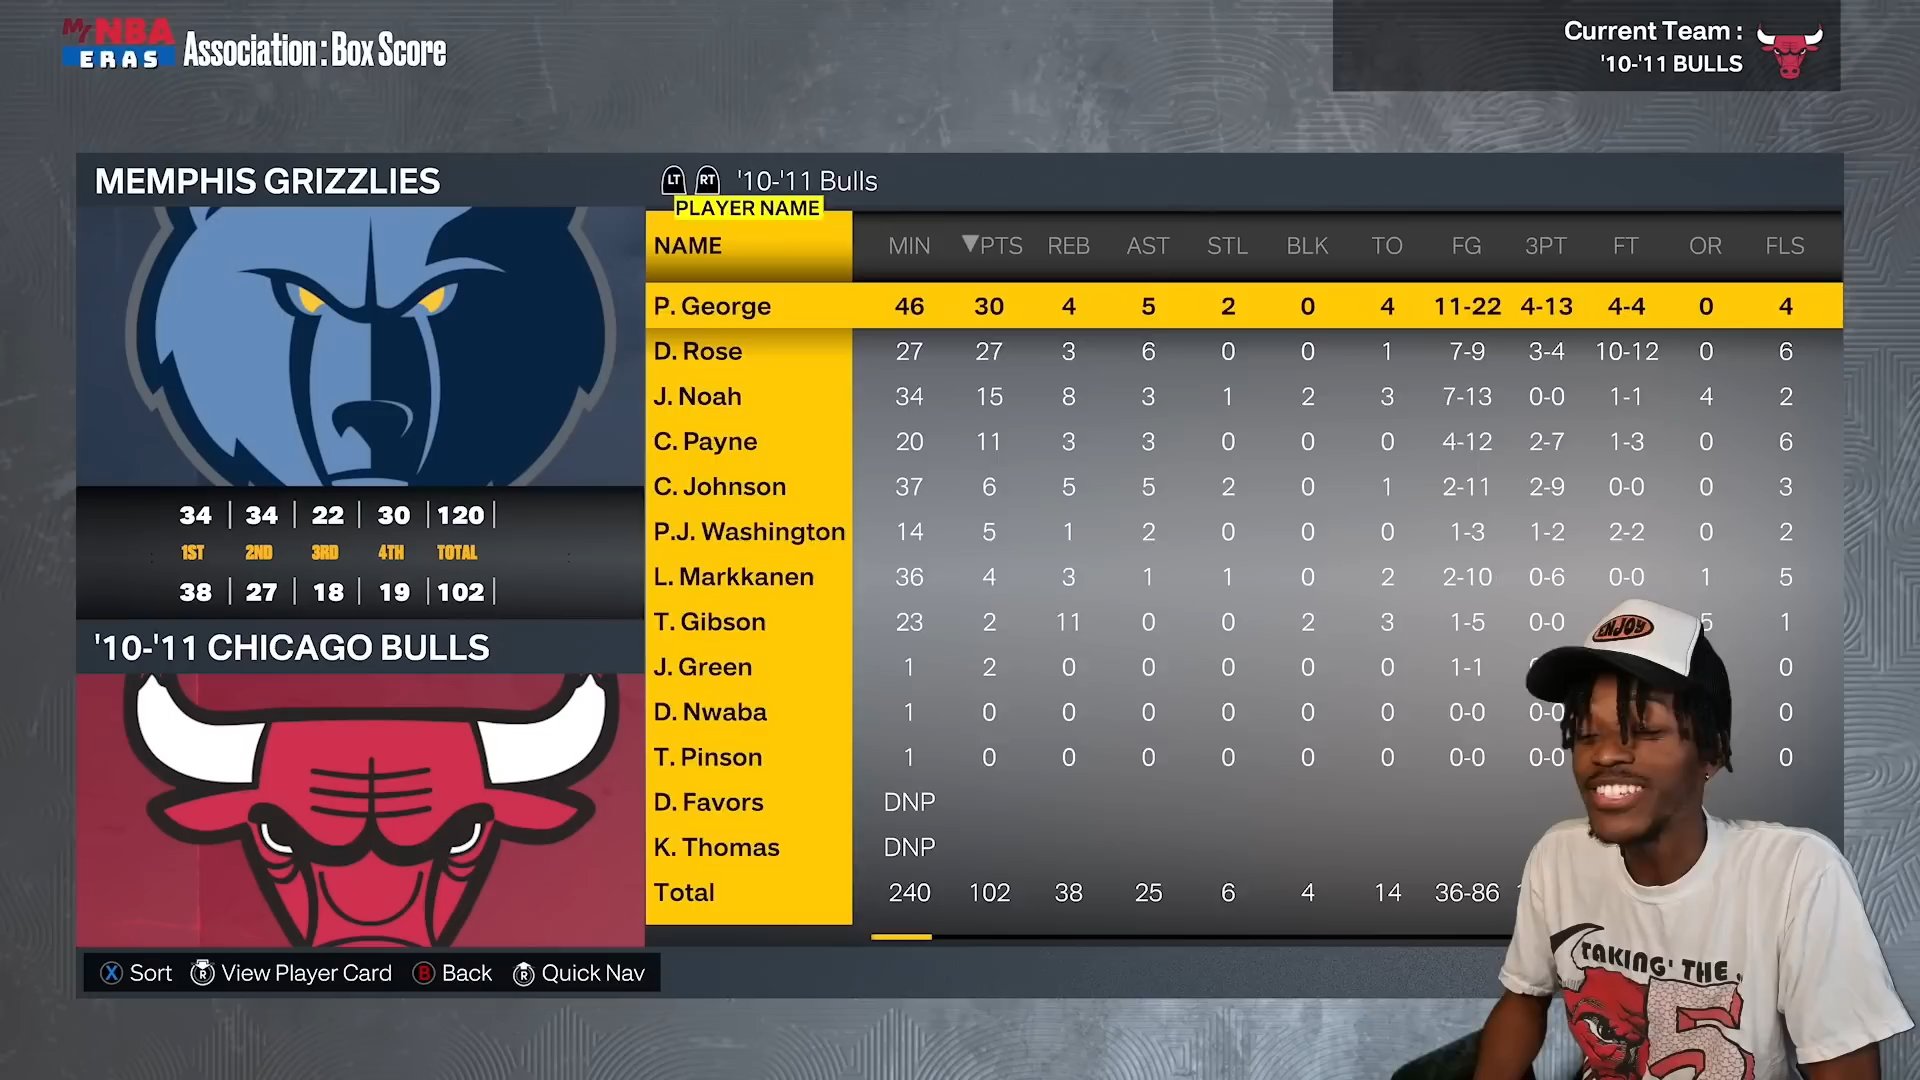 My NBA
ERAS
Association : Box Score
Current Team :
'10-'11 BULLS
MEMPHIS GRIZZLIES
34 | 34 | 22 | 30 | 120 |
1ST 2ND 3RD 4TH TOTAL
38 | 27 | 18 | 19 | 102 |
'10-'11 CHICAGO BULLS
LT RT '10-'11 Bulls
PLAYER NAME
NAME MIN ▼PTS REB AST STL BLK TO FG 3PT FT OR FLS
P. George 46 30 4 5 2 0 4 11-22 4-13 4-4 0 4
D. Rose 27 27 3 6 0 0 1 7-9 3-4 10-12 0 6
J. Noah 34 15 8 3 1 2 3 7-13 0-0 1-1 4 2
C. Payne 20 11 3 3 0 0 0 4-12 2-7 1-3 0 6
C. Johnson 37 6 5 5 2 0 1 2-11 2-9 0-0 0 3
P.J. Washington 14 5 1 2 0 0 0 1-3 1-2 2-2 0 2
L. Markkanen 36 4 3 1 1 0 2 2-10 0-6 0-0 1 5
T. Gibson 23 2 11 0 0 2 3 1-5 0-0 5 1
J. Green 1 2 0 0 0 0 0 1-1 0
D. Nwaba 1 0 0 0 0 0 0 0-0 0-0 0
T. Pinson 1 0 0 0 0 0 0 0-0 0-0 0
D. Favors DNP
K. Thomas DNP
Total 240 102 38 25 6 4 14 36-86
X Sort R View Player Card B Back R Quick Nav
ENJOY
TAKING' THE